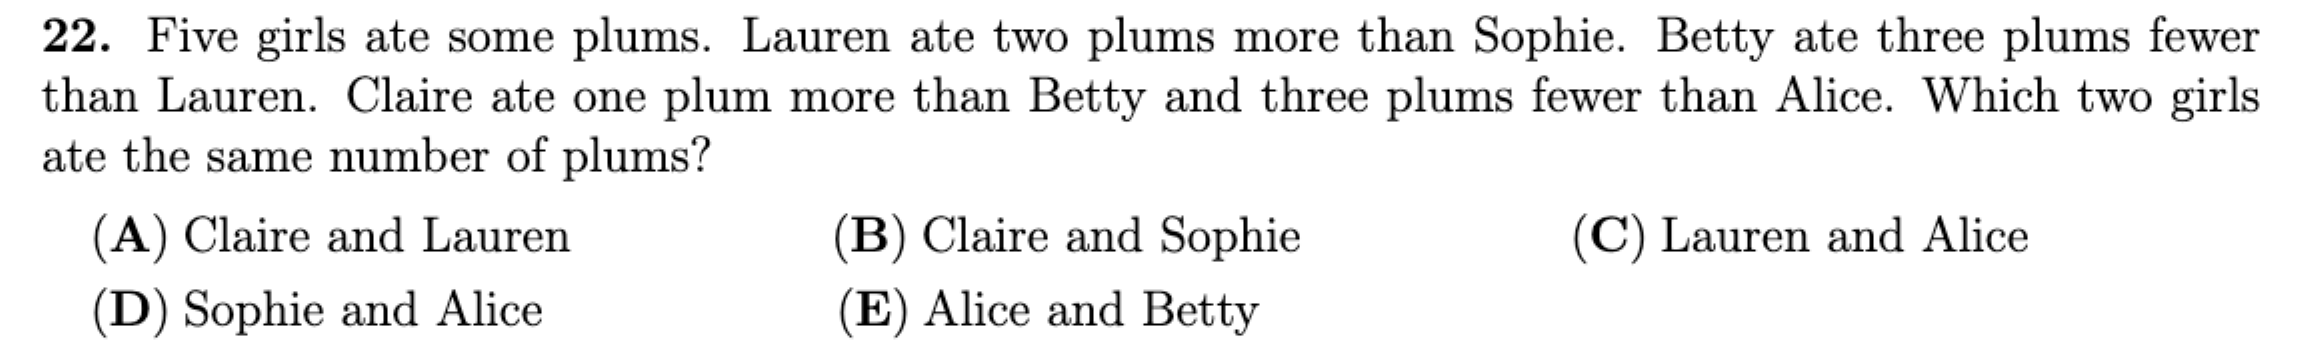 22. Five girls ate some plums. Lauren ate two plums more than Sophie. Betty ate three plums fewer
than Lauren. Claire ate one plum more than Betty and three plums fewer than Alice. Which two girls
ate the same number of plums?
(A) Claire and Lauren (B) Claire and Sophie (C) Lauren and Alice
(D) Sophie and Alice (E) Alice and Betty